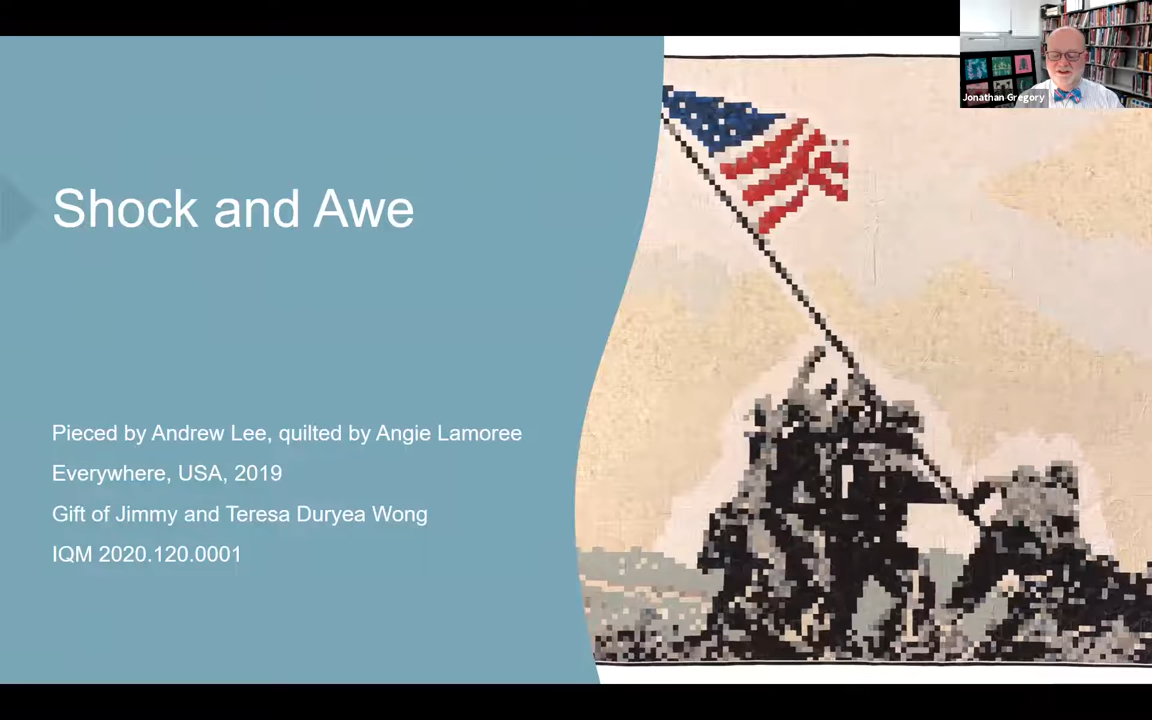 Jonathan Gregory
Shock and Awe
Pieced by Andrew Lee, quilted by Angie Lamoree
Everywhere, USA, 2019
Gift of Jimmy and Teresa Duryea Wong
IQM 2020.120.0001